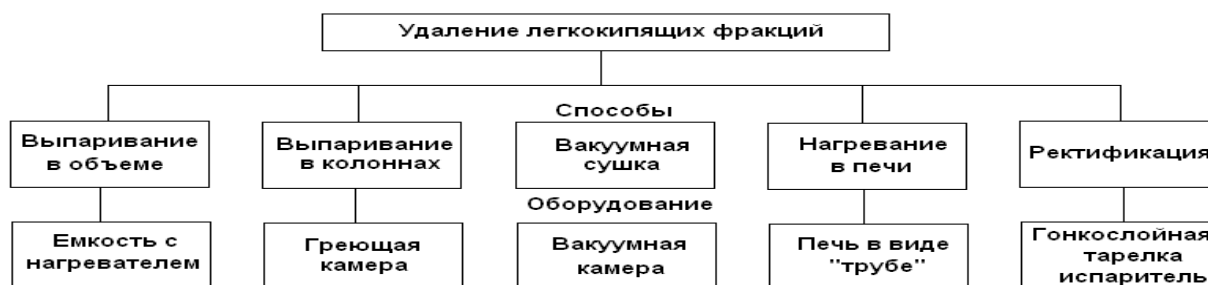 Удаление легкокипящих фракций
Способы
Выпаривание
в объеме
Выпаривание
в колоннах
Вакуумная
сушка
Нагревание
в печи
Ректификация
Оборудование
Емкость с
нагревателем
Греющая
камера
Вакуумная
камера
Печь в виде
"трубе"
Гонкослойная
тарелка
испаритель